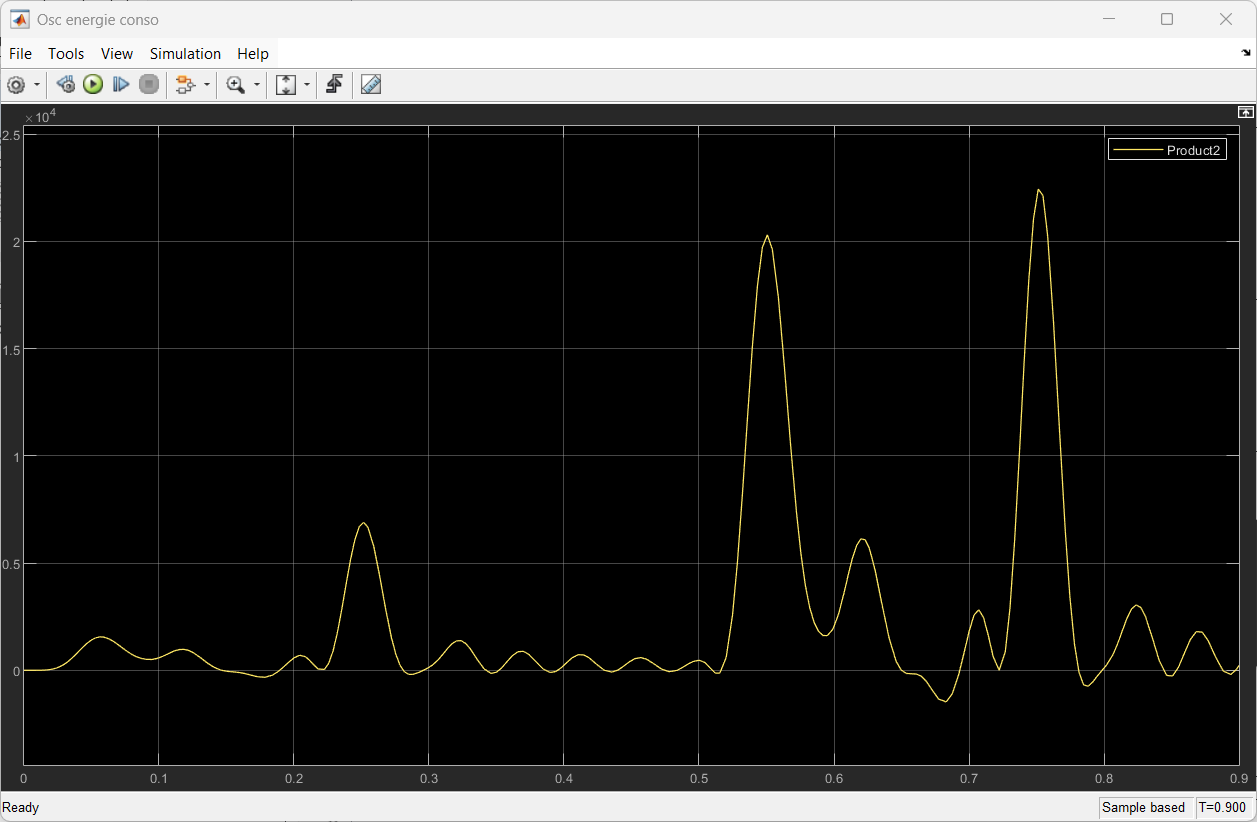 Osc energie conso
File Tools View Simulation Help
×10^4
Product2
2.5
2
1.5
1
0.5
0
0 0.1 0.2 0.3 0.4 0.5 0.6 0.7 0.8 0.9
Ready Sample based T=0.900